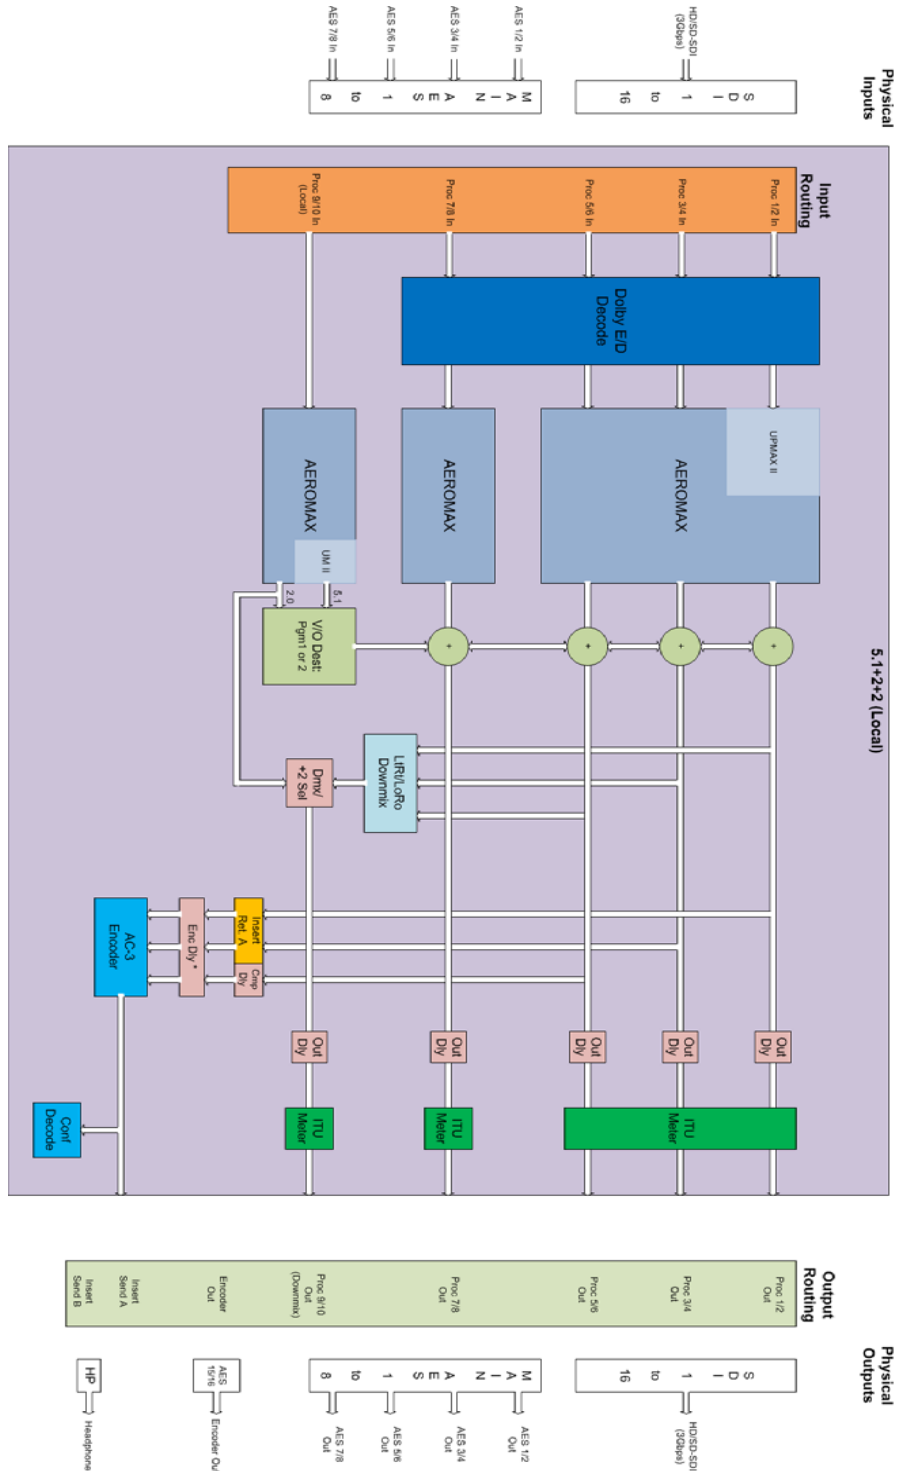 5.1+2+2 (Local)
Physical
Inputs
HD/SD-SDI
(3Gbps)
S D I
1
to
16
AES 1/2 In
AES 3/4 In
AES 5/6 In
AES 7/8 In
M A I N
A E S
1
to
8
Input
Routing
Proc 1/2 In
Proc 3/4 In
Proc 5/6 In
Proc 7/8 In
Proc 9/10 In
(Local)
Dolby E/D
Decode
UPMAX II
AEROMAX
AEROMAX
AEROMAX
UM II
5.1
2.0
V/O Dest:
Pgm1 or 2
+
+
+
+
LtRt/LoRo
Downmix
Dmx/
+2 Sel
Insert
Ret. A
Cmp
Dly
Enc Dly *
AC-3
Encoder
Out
Dly
Out
Dly
Out
Dly
Out
Dly
Out
Dly
ITU
Meter
ITU
Meter
ITU
Meter
Conf
Decode
Output
Routing
Proc 1/2
Out
Proc 3/4
Out
Proc 5/6
Out
Proc 7/8
Out
Proc 9/10
Out
(Downmix)
Encoder
Out
Insert
Send A
Insert
Send B
Physical
Outputs
S D I
1
to
16
HD/SD-SDI
(3Gbps)
M A I N
A E S
1
to
8
AES 1/2
Out
AES 3/4
Out
AES 5/6
Out
AES 7/8
Out
AES
15/16
Encoder Ou
HP
Headphone